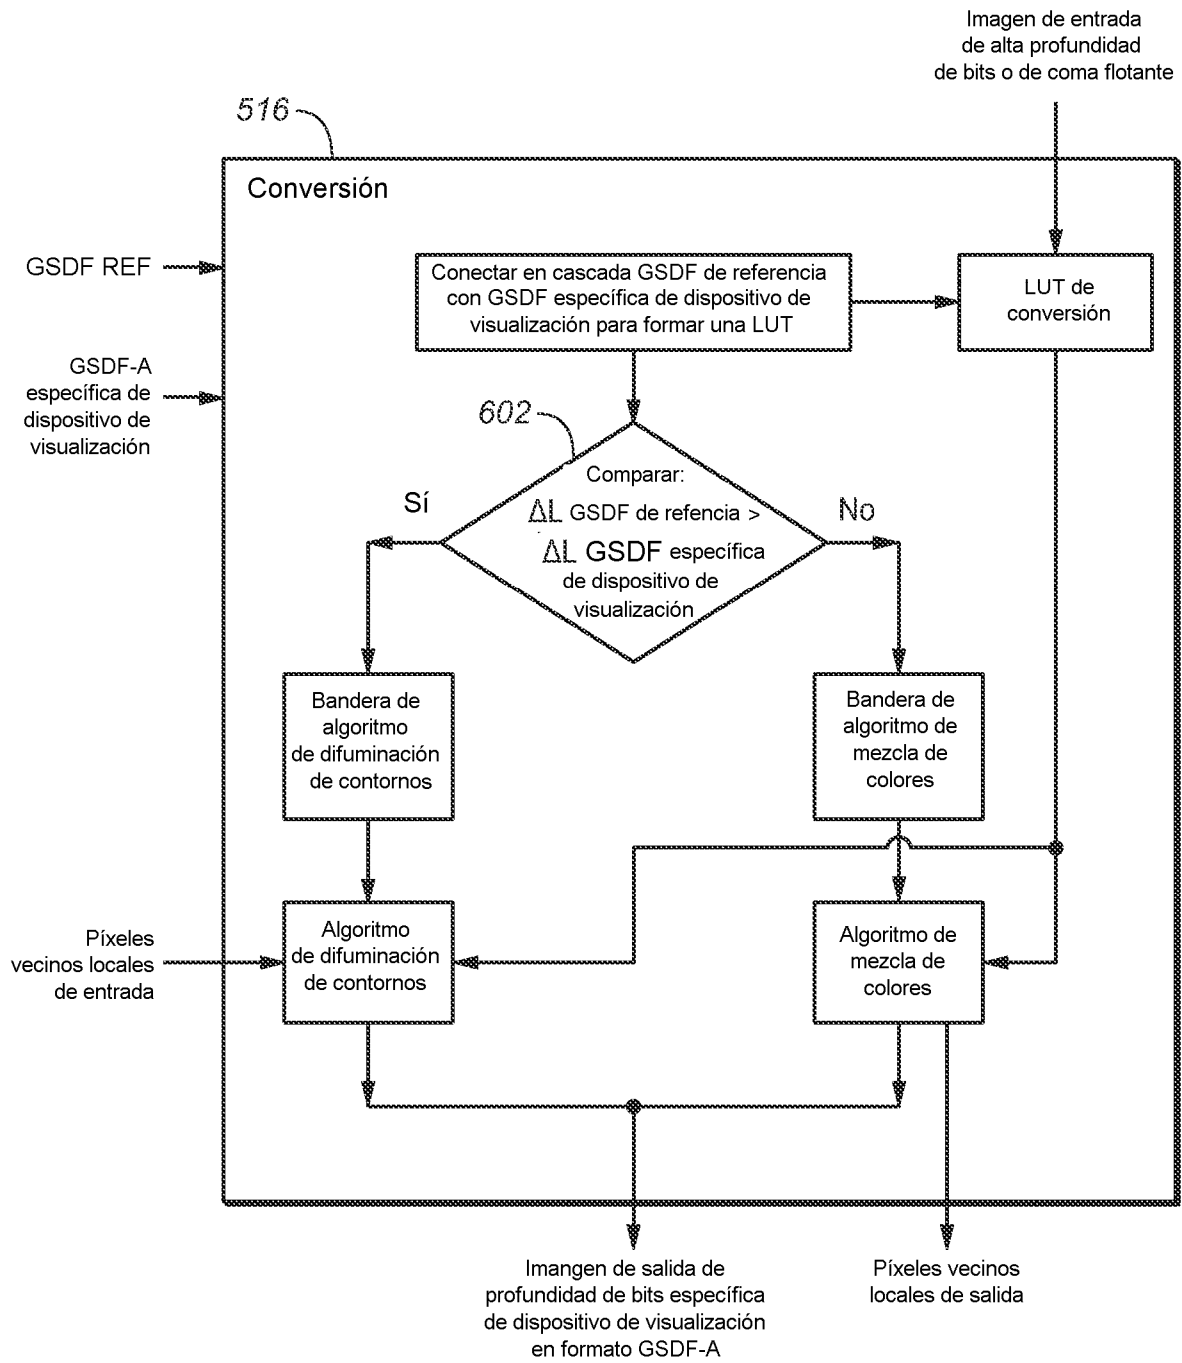 Imagen de entrada
de alta profundidad
de bits o de coma flotante
516
Conversión
GSDF REF
Conectar en cascada GSDF de referencia
con GSDF específica de dispositivo de
visualización para formar una LUT
LUT de
conversión
GSDF-A
específica de
dispositivo de
visualización
602
Comparar:
ΔL GSDF de refencia >
ΔL GSDF específica
de dispositivo de
visualización
Sí
No
Bandera de
algoritmo
de difuminación
de contornos
Bandera de
algoritmo de
mezcla de
colores
Píxeles
vecinos locales
de entrada
Algoritmo
de difuminación
de contornos
Algoritmo de
mezcla de
colores
Imangen de salida de
profundidad de bits específica
de dispositivo de visualización
en formato GSDF-A
Píxeles vecinos
locales de salida